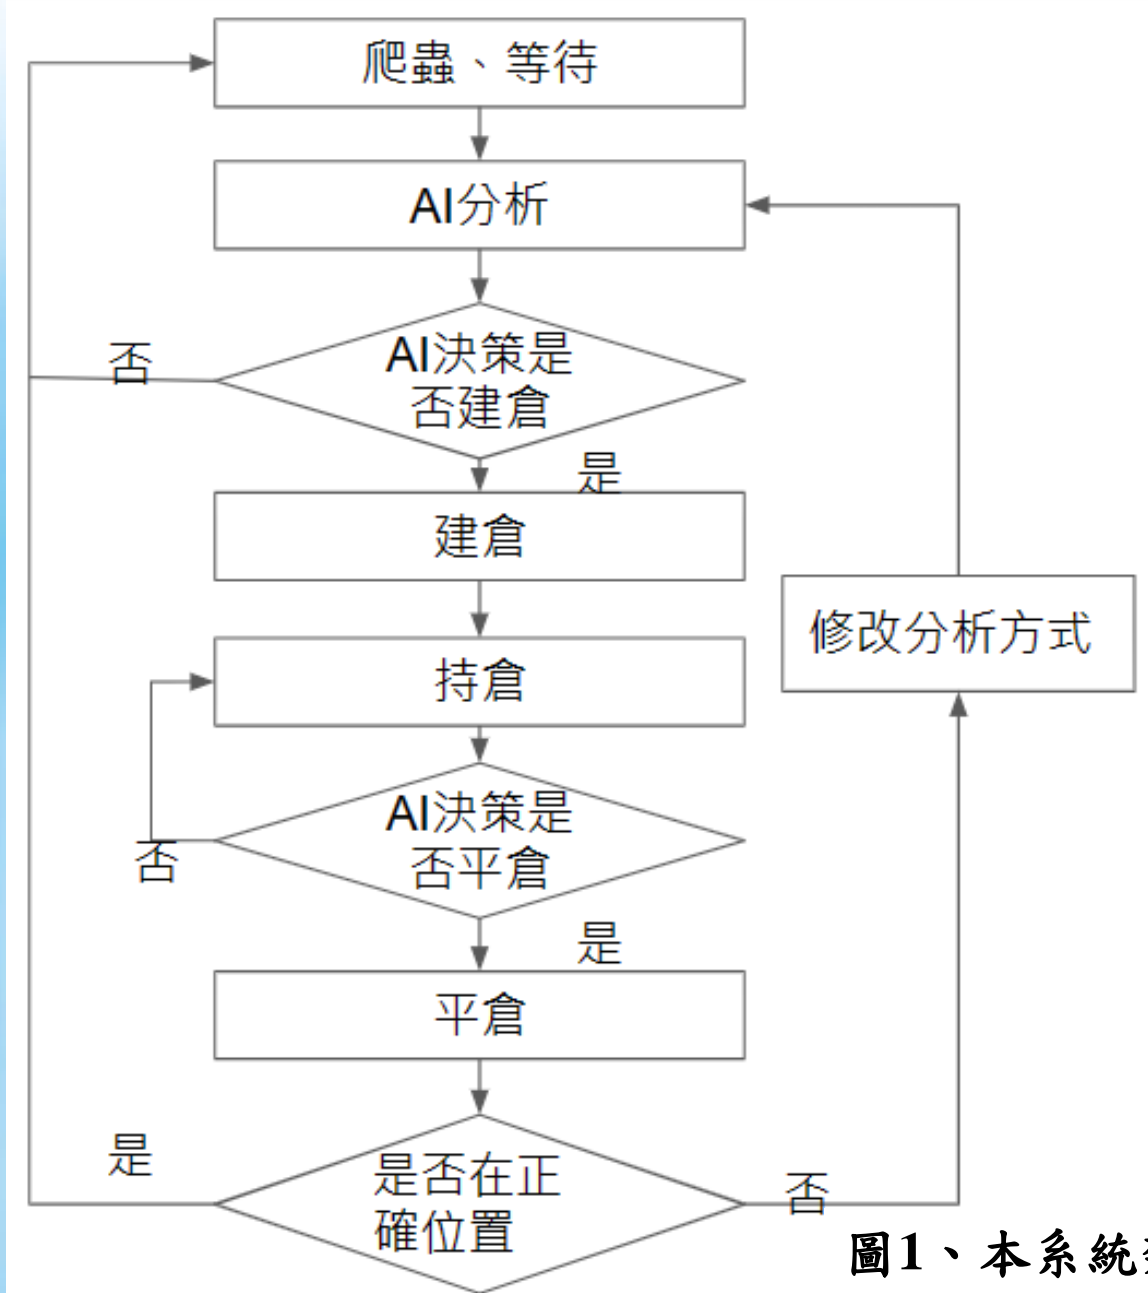 爬蟲、等待
AI分析
AI決策是
否建倉
否
是
建倉
修改分析方式
持倉
AI決策是
否平倉
否
是
平倉
是
是否在正
確位置
否
圖1、本系統